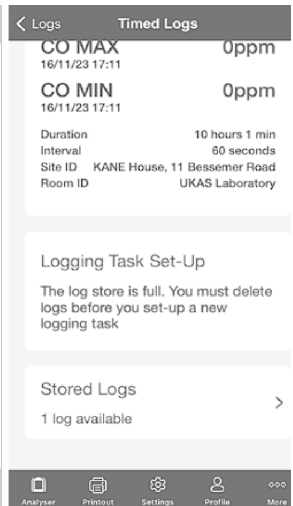 Logs Timed Logs
CO MAX 0ppm
16/11/23 17:11
CO MIN 0ppm
16/11/23 17:11
Duration 10 hours 1 min
Interval 60 seconds
Site ID KANE House, 11 Bessemer Road
Room ID UKAS Laboratory
Logging Task Set-Up
The log store is full. You must delete
logs before you set-up a new
logging task
Stored Logs
1 log available
Analyser Printout Settings Profile More